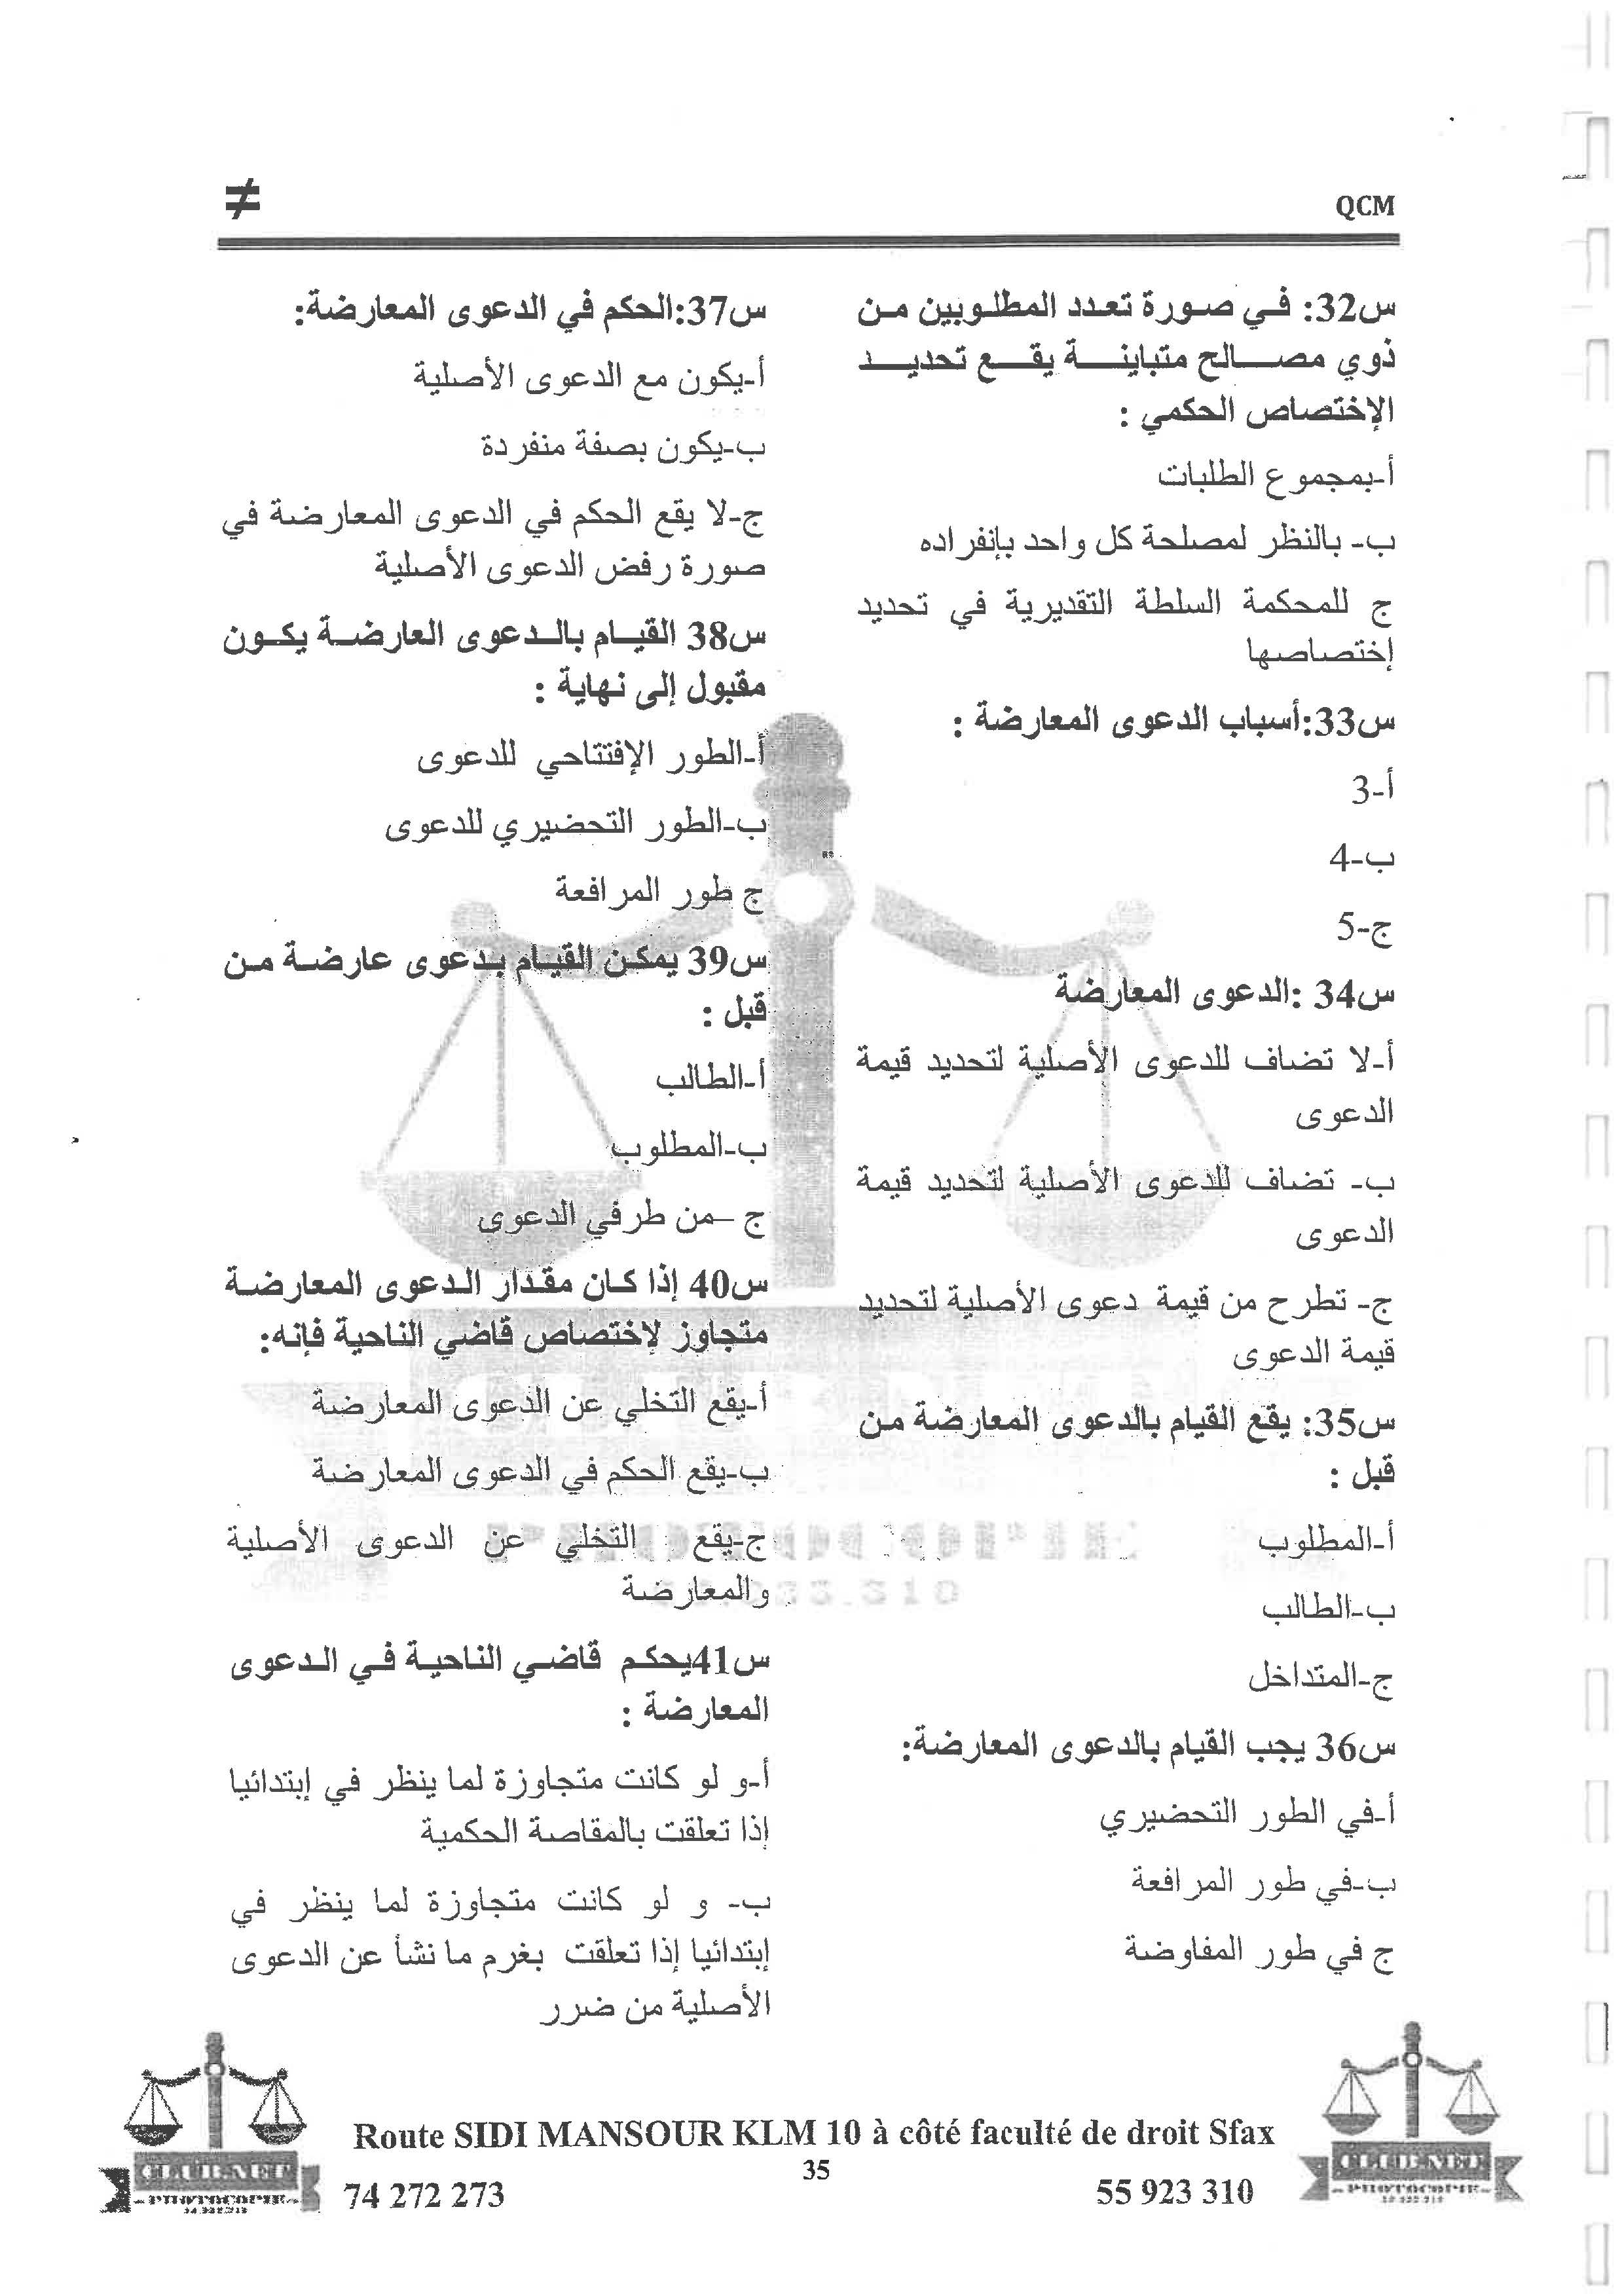 QCM
≠
س32: في صورة تعدد المطلوبين من
ذوي مصالح متباينة يقع تحديد
الإختصاص الحكمي :
أ-بمجموع الطلبات
ب- بالنظر لمصلحة كل واحد بإنفراده
ج للمحكمة السلطة التقديرية في تحديد
إختصاصها
س33:أسباب الدعوى المعارضة :
أ-3
ب-4
ج-5
س34 :الدعوى المعارضة
أ-لا تضاف للدعوى الأصلية لتحديد قيمة
الدعوى
ب- تضاف للدعوى الأصلية لتحديد قيمة
الدعوى
ج- تطرح من قيمة دعوى الأصلية لتحديد
قيمة الدعوى
س35: يقع القيام بالدعوى المعارضة من
قبل :
أ-المطلوب
ب-الطالب
ج-المتداخل
س36 يجب القيام بالدعوى المعارضة:
أ-في الطور التحضيري
ب-في طور المرافعة
ج في طور المفاوضة
س37:الحكم في الدعوى المعارضة:
أ-يكون مع الدعوى الأصلية
ب-يكون بصفة منفردة
ج-لا يقع الحكم في الدعوى المعارضة في
صورة رفض الدعوى الأصلية
س38 القيام بالدعوى العارضة يكون
مقبول إلى نهاية :
أ-الطور الإفتتاحي للدعوى
ب-الطور التحضيري للدعوى
ج طور المرافعة
س39 يمكن القيام بدعوى عارضة من
قبل :
أ-الطالب
ب-المطلوب
ج –من طرفي الدعوى
س40 إذا كان مقدار الدعوى المعارضة
متجاوز لإختصاص قاضي الناحية فإنه:
أ-يقع التخلي عن الدعوى المعارضة
ب-يقع الحكم في الدعوى المعارضة
ج-يقع التخلي عن الدعوى الأصلية
والمعارضة
س41يحكم قاضي الناحية في الدعوى
المعارضة :
أ-و لو كانت متجاوزة لما ينظر في إبتدائيا
إذا تعلقت بالمقاصة الحكمية
ب- و لو كانت متجاوزة لما ينظر في
إبتدائيا إذا تعلقت بغرم ما نشأ عن الدعوى
الأصلية من ضرر
Route SIDI MANSOUR KLM 10 à côté faculté de droit Sfax
35
74 272 273
55 923 310
CLUB-NET
PHOTOCOPIE
CLUB-NET
PHOTOCOPIE